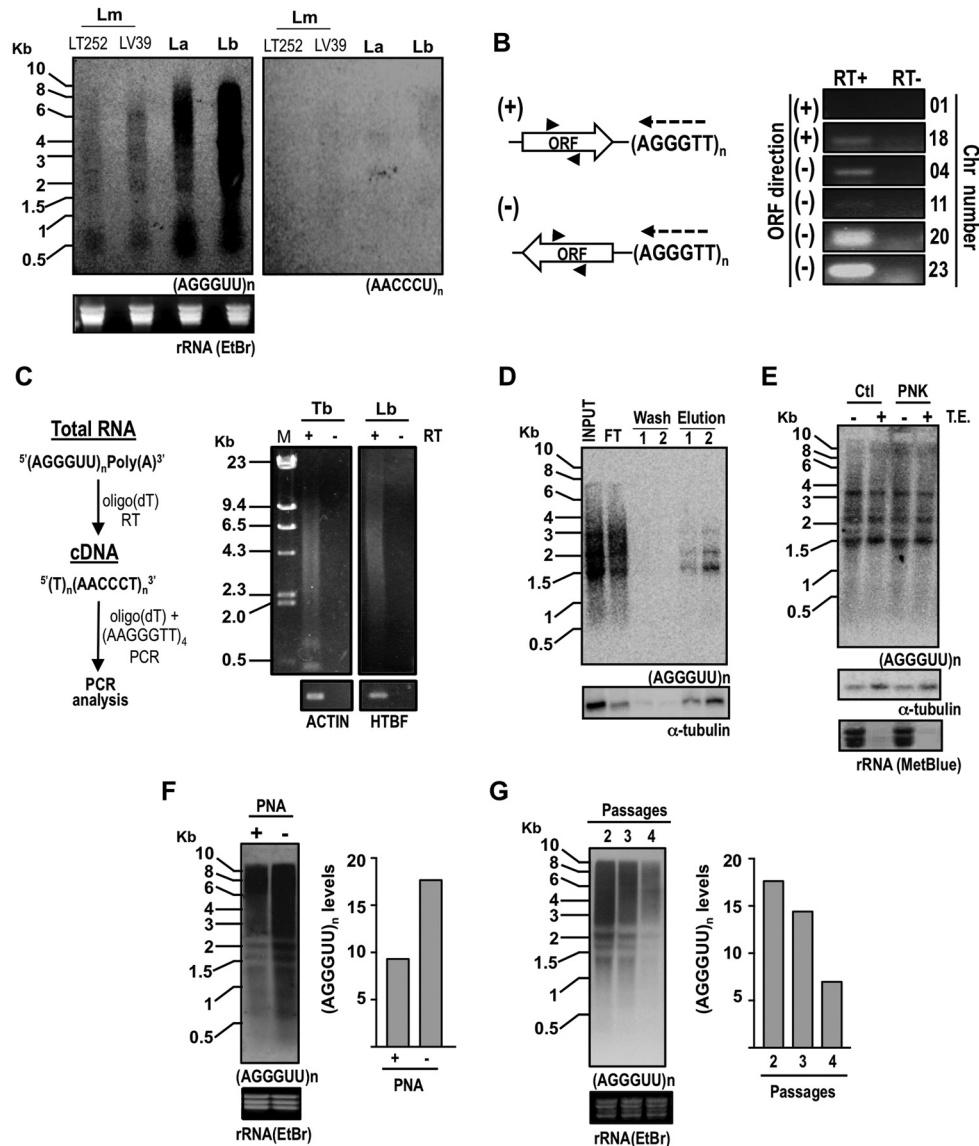 Lm
LT252 LV39 La Lb
Kb
10
8
6
4
3
2
1.5
1
0.5
(AGGGUU)n
rRNA (EtBr)
Lm
LT252 LV39 La Lb
(AACCCU)n
B
(+)
ORF
(AGGGTT)n
(-)
ORF
(AGGGTT)n
RT+ RT-
ORF direction
Chr number
(+) 01
(+) 18
(-) 04
(-) 11
(-) 20
(-) 23
C
Total RNA
5'(AGGGUU)nPoly(A)3'
oligo(dT)
RT
cDNA
5'(T)n(AACCCT)n3'
oligo(dT) +
(AAGGGTT)4
PCR
PCR
analysis
Tb Lb
Kb M + - + - RT
23
9.4
6.5
4.3
2.3
2.0
0.5
ACTIN HTBF
D
INPUT
FT
Wash Elution
1 2 1 2
Kb
10
8
6
4
3
2
1.5
1
0.5
(AGGGUU)n
α-tubulin
E
Ctl PNK
- + - + T.E.
Kb
10
8
6
4
3
2
1.5
1
0.5
(AGGGUU)n
α-tubulin
rRNA (MetBlue)
F
PNA
+ -
Kb
10
8
6
4
3
2
1.5
1
0.5
(AGGGUU)n
rRNA(EtBr)
(AGGGUU)n levels
20
15
10
5
+ -
PNA
G
Passages
2 3 4
Kb
10
8
6
4
3
2
1.5
1
0.5
(AGGGUU)n
rRNA(EtBr)
(AGGGUU)n levels
20
15
10
5
2 3 4
Passages